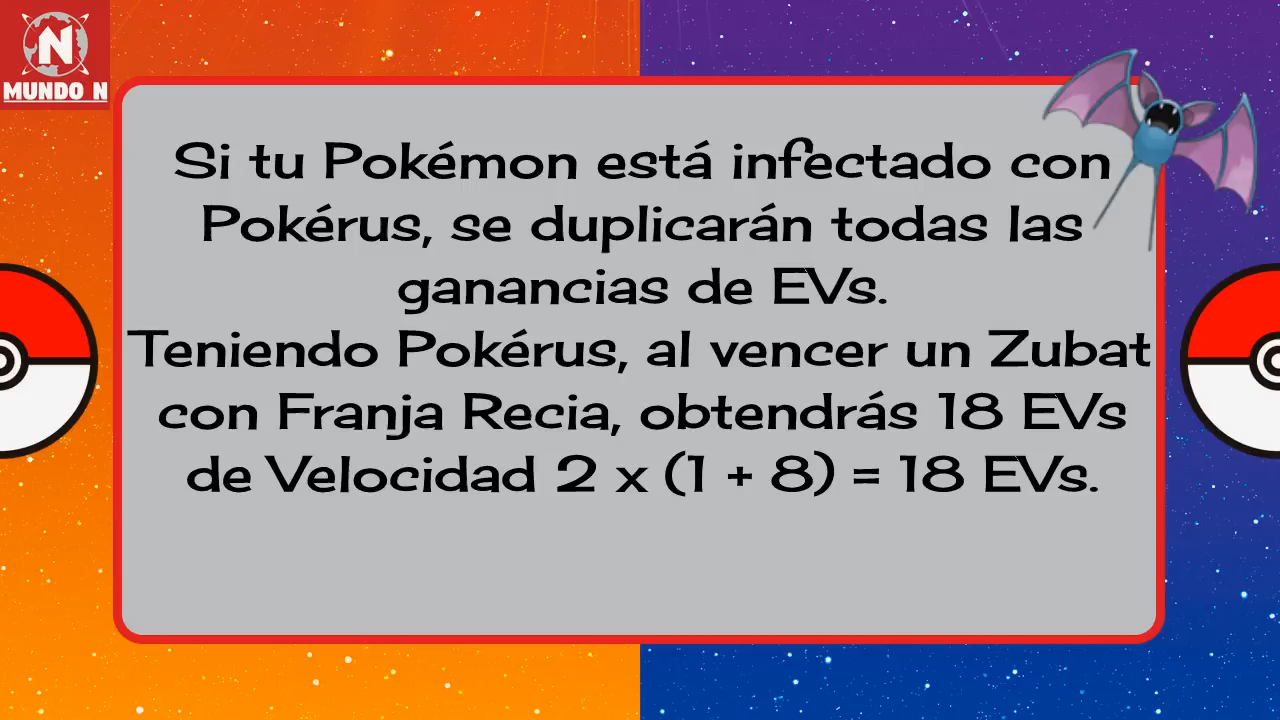 N
MUNDO N
Si tu Pokémon está infectado con
Pokérus, se duplicarán todas las
ganancias de EVs.
Teniendo Pokérus, al vencer un Zubat
con Franja Recia, obtendrás 18 EVs
de Velocidad 2 x (1 + 8) = 18 EVs.